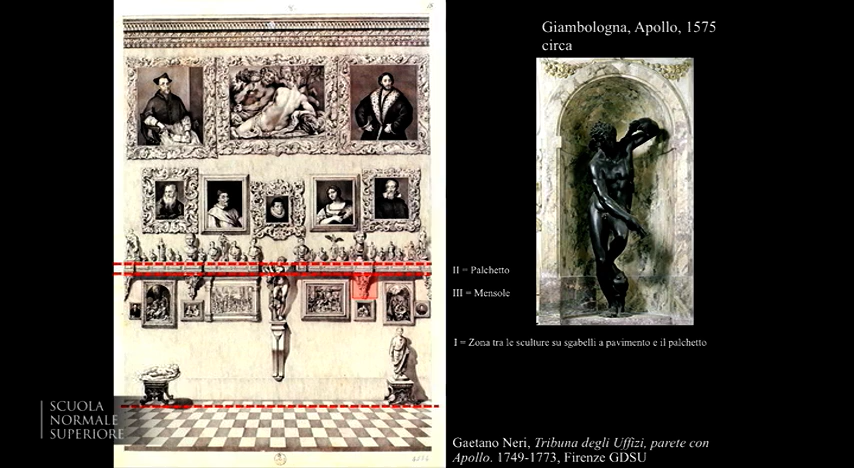 Giambologna, Apollo, 1575
circa
II = Palchetto
III = Mensole
I = Zona tra le sculture su sgabelli a pavimento e il palchetto
SCUOLA
NORMALE
SUPERIORE
Gaetano Neri, Tribuna degli Uffizi, parete con
Apollo. 1749-1773, Firenze GDSU